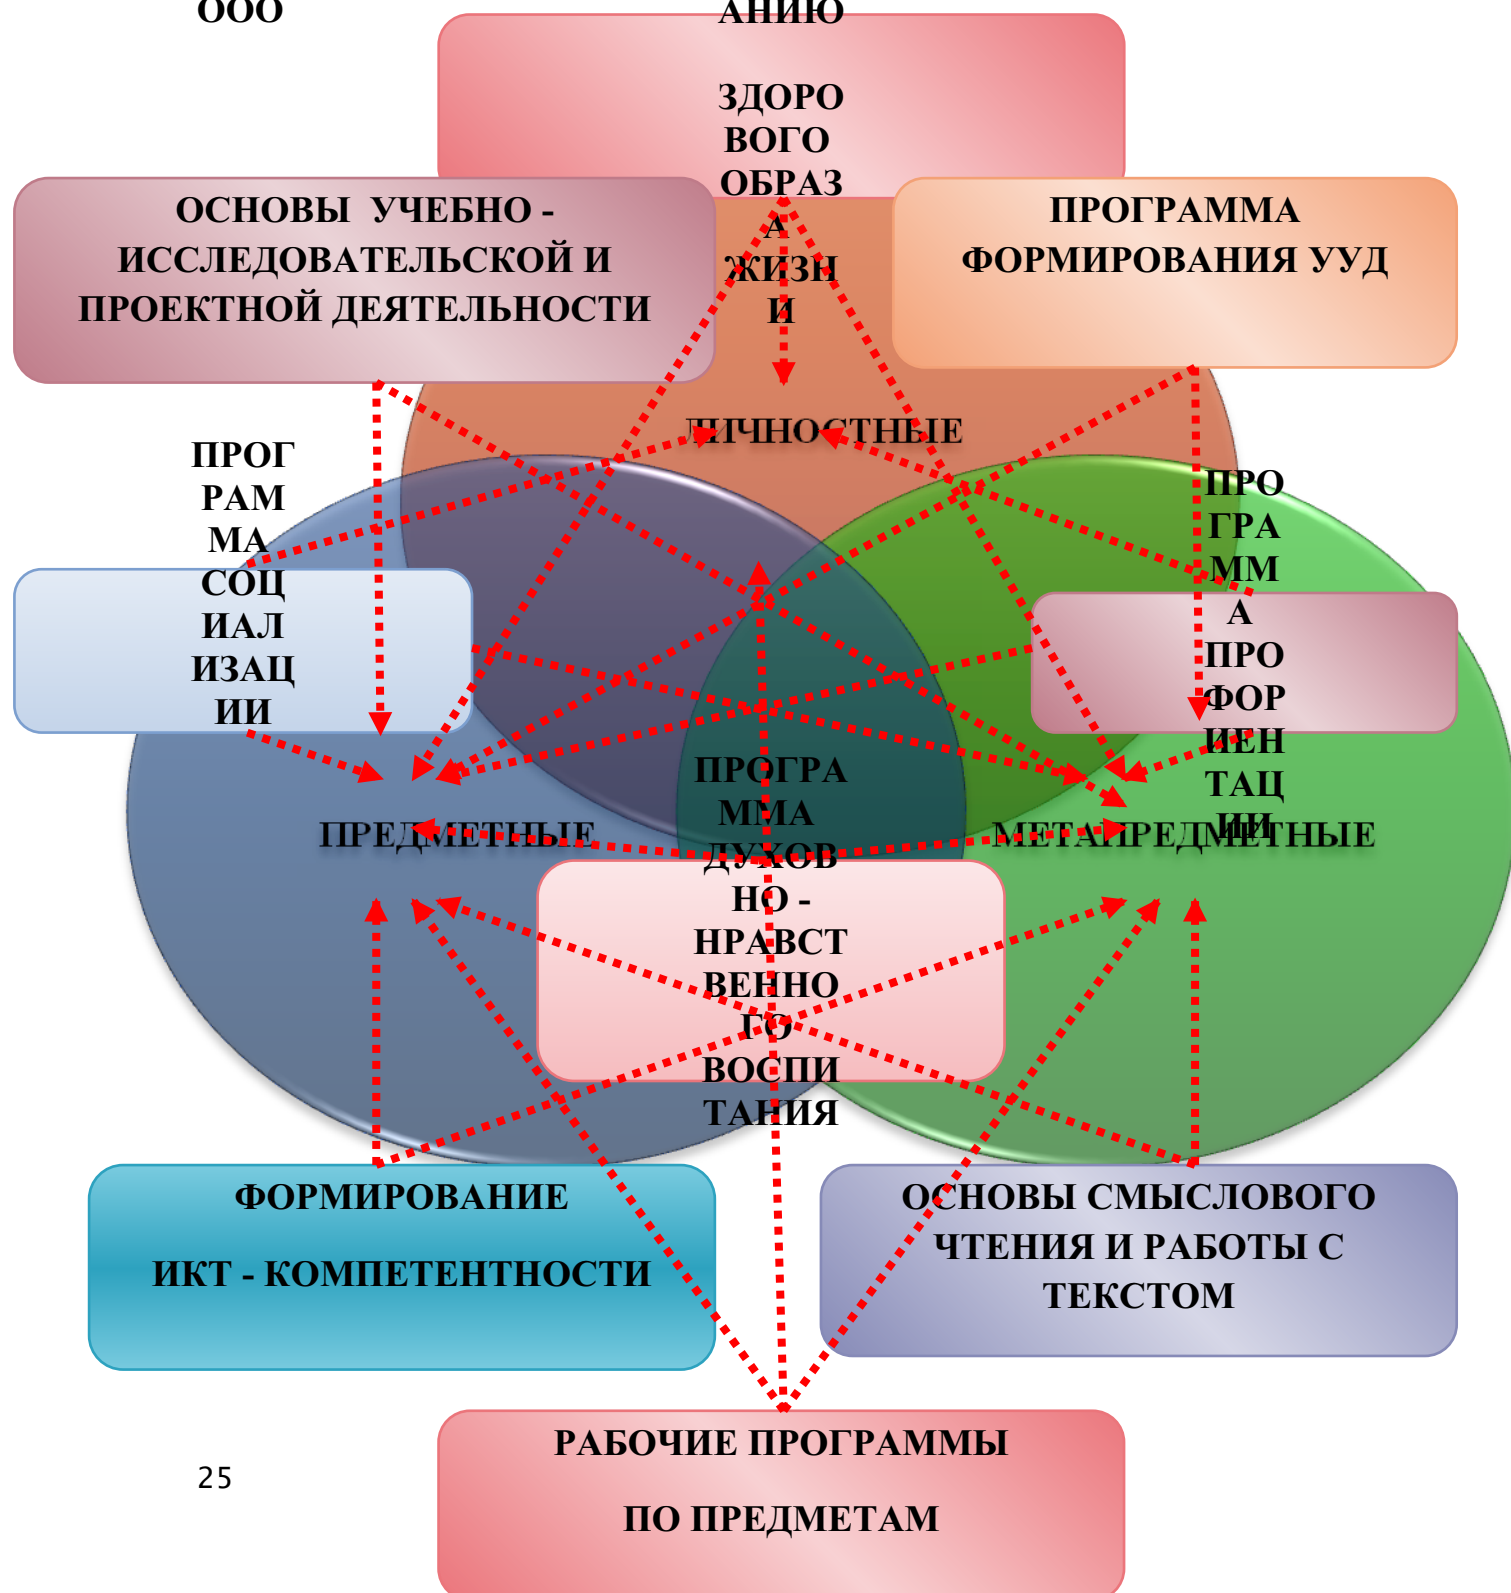 ООО
АНИЮ
ЗДОРО
ВОГО
ОБРАЗ
А
ЖИЗН
И
ОСНОВЫ УЧЕБНО -
ИССЛЕДОВАТЕЛЬСКОЙ И
ПРОЕКТНОЙ ДЕЯТЕЛЬНОСТИ
ПРОГРАММА
ФОРМИРОВАНИЯ УУД
ЛИЧНОСТНЫЕ
ПРОГ
РАМ
МА
СОЦ
ИАЛ
ИЗАЦ
ИИ
ПРО
ГРА
ММ
А
ПРО
ФОР
ИЕН
ТАЦ
ИИ
ПРЕДМЕТНЫЕ
МЕТАПРЕДМЕТНЫЕ
ПРОГРА
ММА
ДУХОВ
НО -
НРАВСТ
ВЕННО
ГО
ВОСПИ
ТАНИЯ
ФОРМИРОВАНИЕ
ИКТ - КОМПЕТЕНТНОСТИ
ОСНОВЫ СМЫСЛОВОГО
ЧТЕНИЯ И РАБОТЫ С
ТЕКСТОМ
РАБОЧИЕ ПРОГРАММЫ
ПО ПРЕДМЕТАМ
25